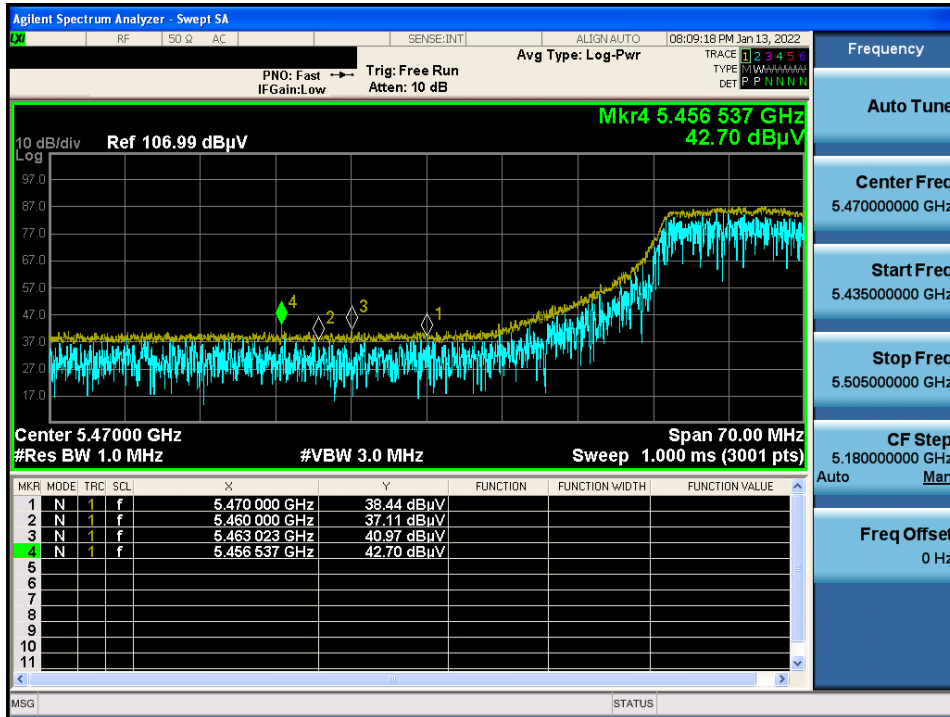 Agilent Spectrum Analyzer - Swept SA
LXI RF 50 Ω AC SENSE:INT ALIGN AUTO 08:09:18 PM Jan 13, 2022
Avg Type: Log-Pwr TRACE 1 2 3 4 5 6
PNO: Fast Trig: Free Run TYPE M W W W W W
IFGain:Low Atten: 10 dB DET P P N N N N
Mkr4 5.456 537 GHz
42.70 dBµV
10 dB/div Ref 106.99 dBµV
Log
97.0
87.0
77.0
67.0
57.0
47.0
37.0
27.0
17.0
4
2
3
1
Center 5.47000 GHz Span 70.00 MHz
#Res BW 1.0 MHz #VBW 3.0 MHz Sweep 1.000 ms (3001 pts)
MKR MODE TRC SCL X Y FUNCTION FUNCTION WIDTH FUNCTION VALUE
1 N 1 f 5.470 000 GHz 38.44 dBµV
2 N 1 f 5.460 000 GHz 37.11 dBµV
3 N 1 f 5.463 023 GHz 40.97 dBµV
4 N 1 f 5.456 537 GHz 42.70 dBµV
5
6
7
8
9
10
11
MSG STATUS
Frequency
Auto Tune
Center Freq
5.470000000 GHz
Start Freq
5.435000000 GHz
Stop Freq
5.505000000 GHz
CF Step
5.180000000 GHz
Auto Man
Freq Offset
0 Hz